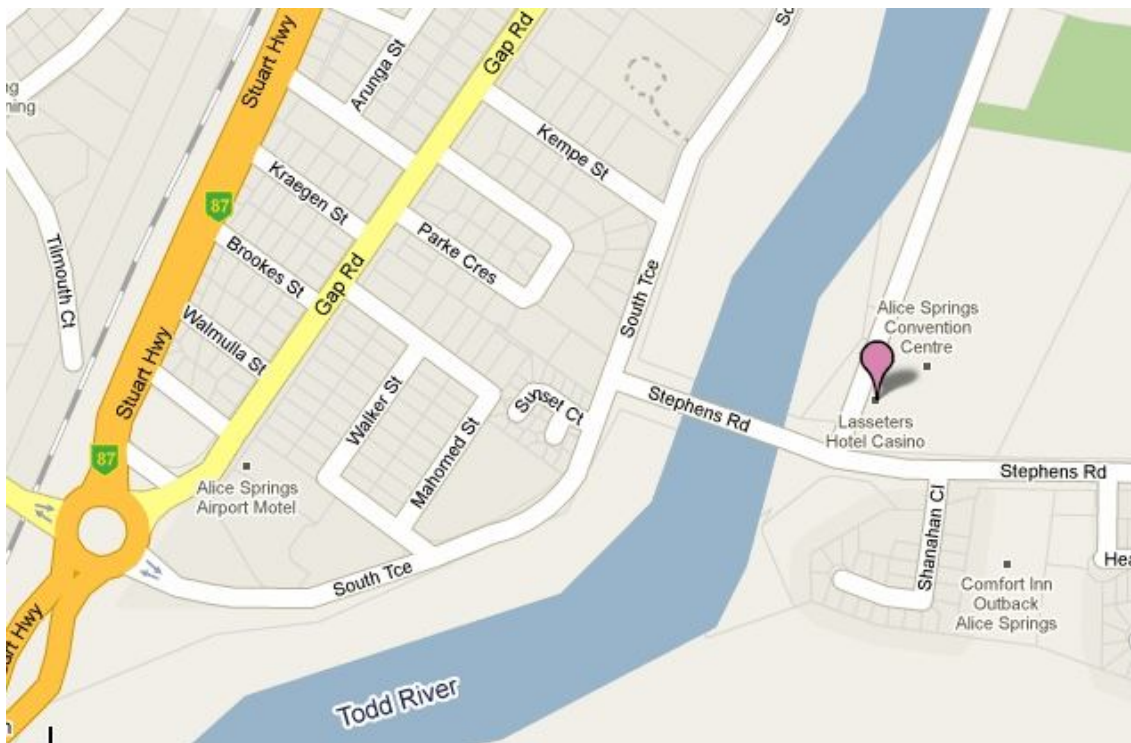 Stuart Hwy
Gap Rd
Arunga St
Kempe St
87
Kraegen St
Parke Cres
Brookes St
Gap Rd
Tilmouth Ct
Stuart Hwy
Walmulla St
South Tce
Alice Springs
Convention
Centre
Sunset Ct
Stephens Rd
Lasseters
Hotel Casino
Walker St
Mahomed St
87
Alice Springs
Airport Motel
Stephens Rd
Shanahan Cl
South Tce
Comfort Inn
Outback
Alice Springs
Hwy
Todd River